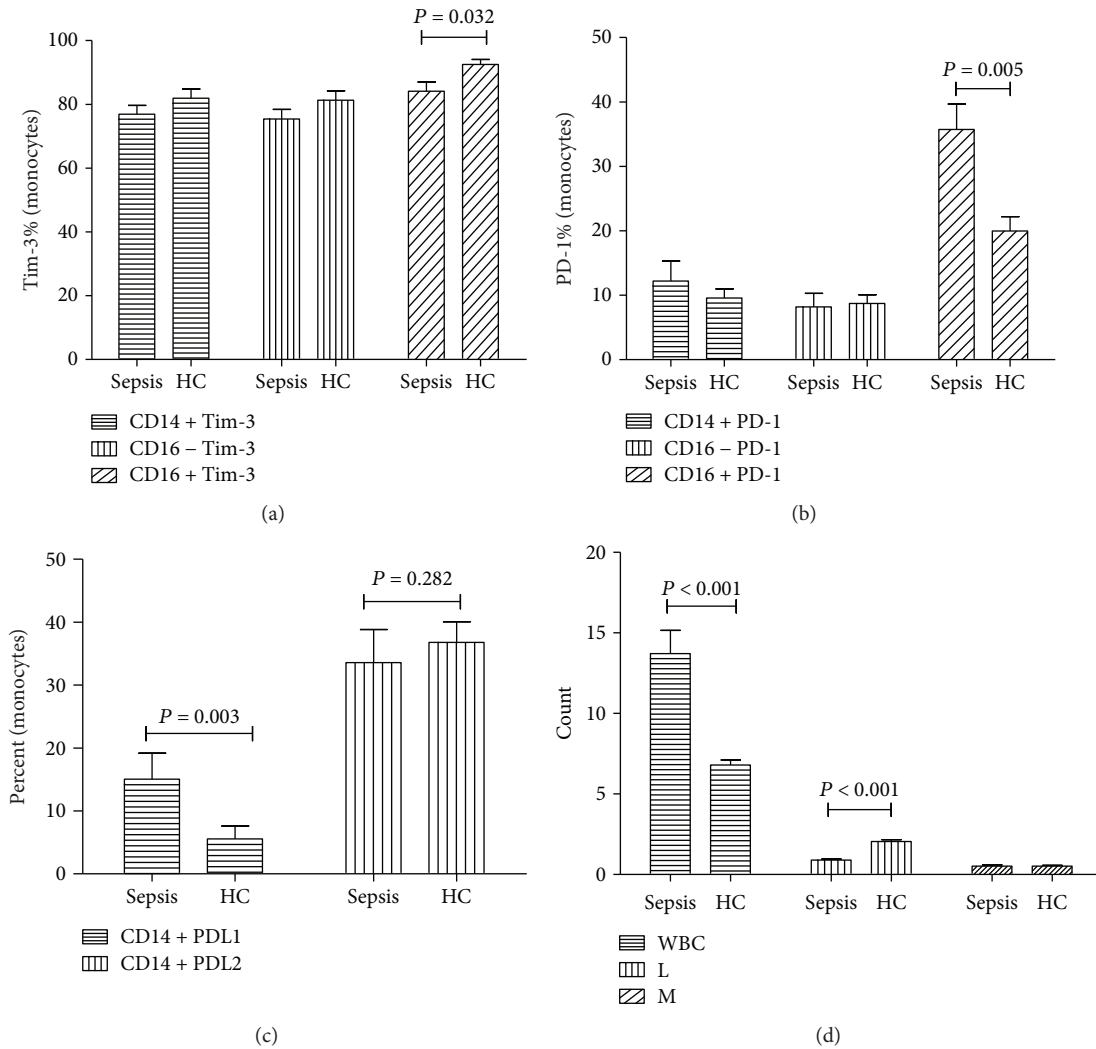 P = 0.032
100
80
60
40
20
0
Tim-3% (monocytes)
Sepsis HC Sepsis HC Sepsis HC
CD14 + Tim-3
CD16 − Tim-3
CD16 + Tim-3
(a)
50
40
30
20
10
0
PD-1% (monocytes)
P = 0.005
Sepsis HC Sepsis HC Sepsis HC
CD14 + PD-1
CD16 − PD-1
CD16 + PD-1
(b)
50
40
30
20
10
0
Percent (monocytes)
P = 0.282
P = 0.003
Sepsis HC Sepsis HC
CD14 + PDL1
CD14 + PDL2
(c)
20
15
10
5
0
Count
P < 0.001
P < 0.001
Sepsis HC Sepsis HC Sepsis HC
WBC
L
M
(d)